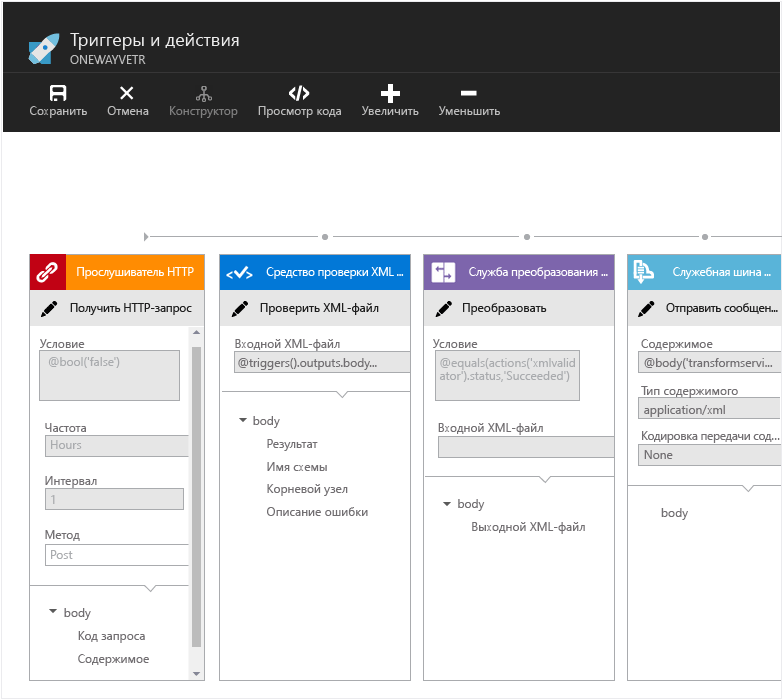 Триггеры и действия
ONEWAYVETR
Сохранить Отмена Конструктор Просмотр кода Увеличить Уменьшить
Прослушиватель HTTP
Получить HTTP-запрос
Условие
@bool('false')
Частота
Hours
Интервал
1
Метод
Post
body
Код запроса
Содержимое
Средство проверки XML ...
Проверить XML-файл
Входной XML-файл
@triggers().outputs.body...
body
Результат
Имя схемы
Корневой узел
Описание ошибки
Служба преобразования ...
Преобразовать
Условие
@equals(actions('xmlvalid
ator').status,'Succeeded')
Входной XML-файл
body
Выходной XML-файл
Служебная шина ...
Отправить сообщен...
Содержимое
@body('transformservi...
Тип содержимого
application/xml
Кодировка передачи сод...
None
body